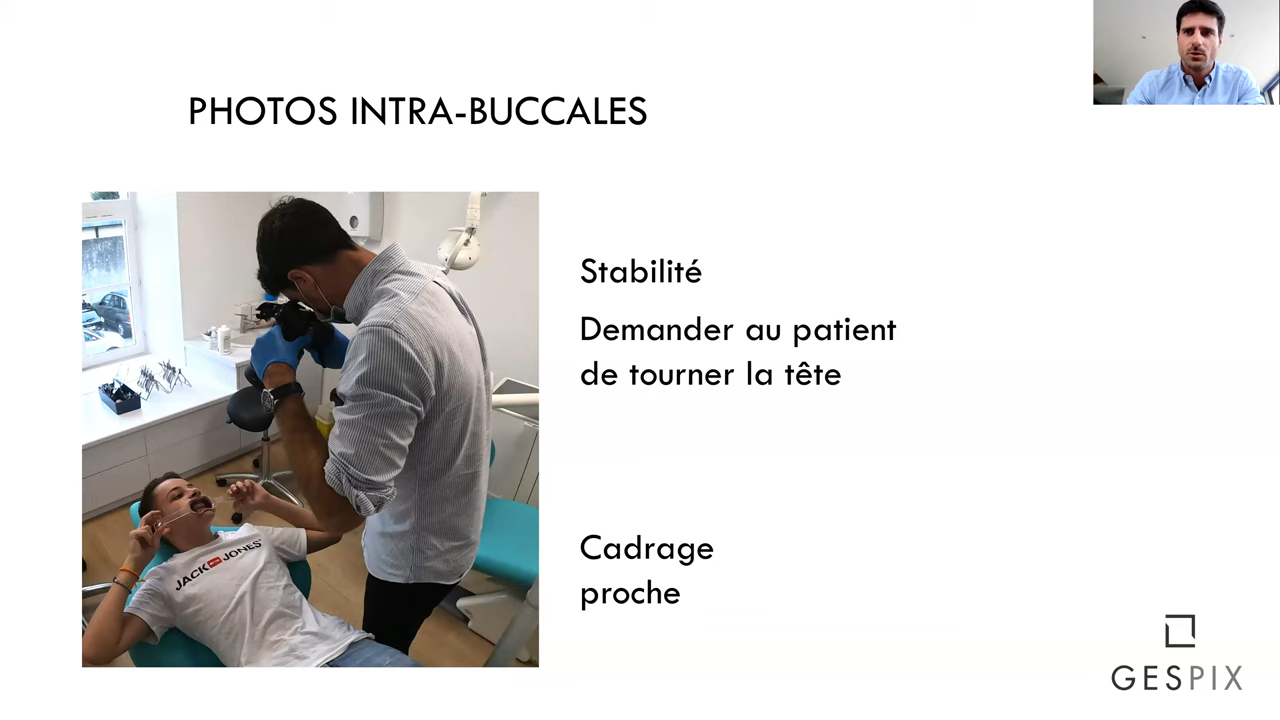 PHOTOS INTRA-BUCCALES
Stabilité
Demander au patient
de tourner la tête
Cadrage
proche
JACK JONES
GESPIX